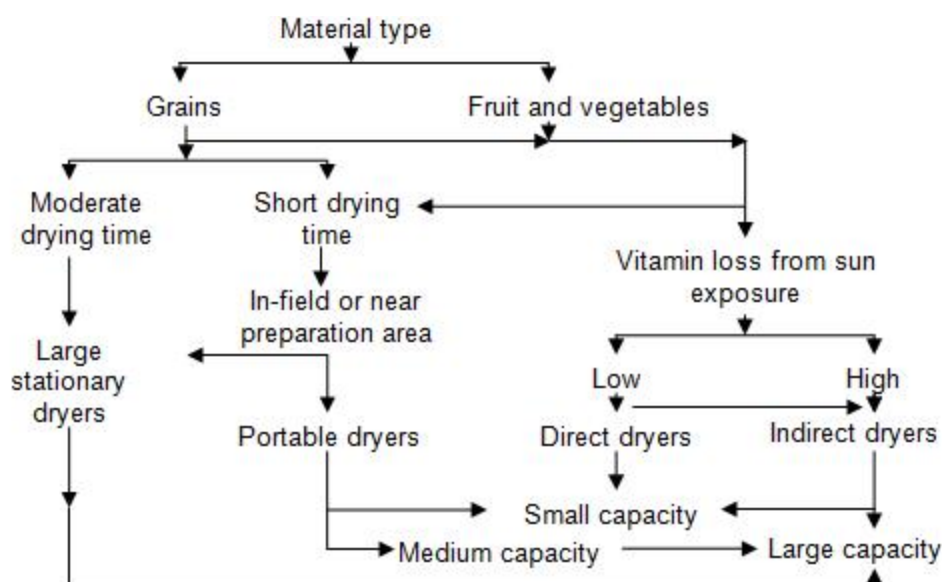 Material type
Grains
Fruit and vegetables
Moderate
drying time
Short drying
time
Vitamin loss from sun
exposure
In-field or near
preparation area
Large
stationary
dryers
Low
High
Portable dryers
Direct dryers
Indirect dryers
Small capacity
Medium capacity
Large capacity